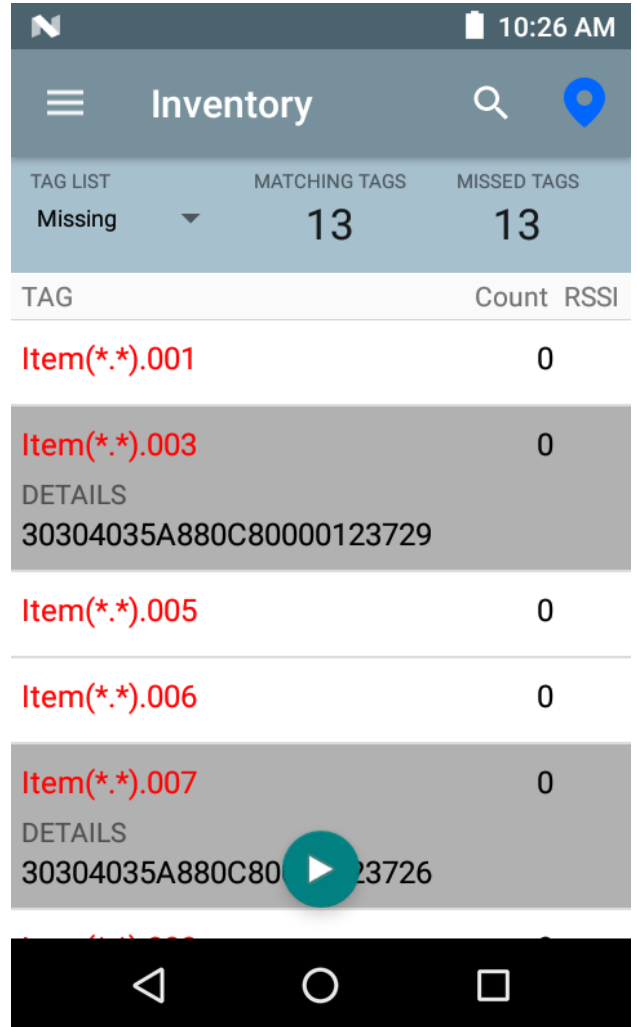 10:26 AM
Inventory
TAG LIST MATCHING TAGS MISSED TAGS
Missing 13 13
TAG Count RSSI
Item(*.*).001 0
Item(*.*).003 0
DETAILS
30304035A880C80000123729
Item(*.*).005 0
Item(*.*).006 0
Item(*.*).007 0
DETAILS